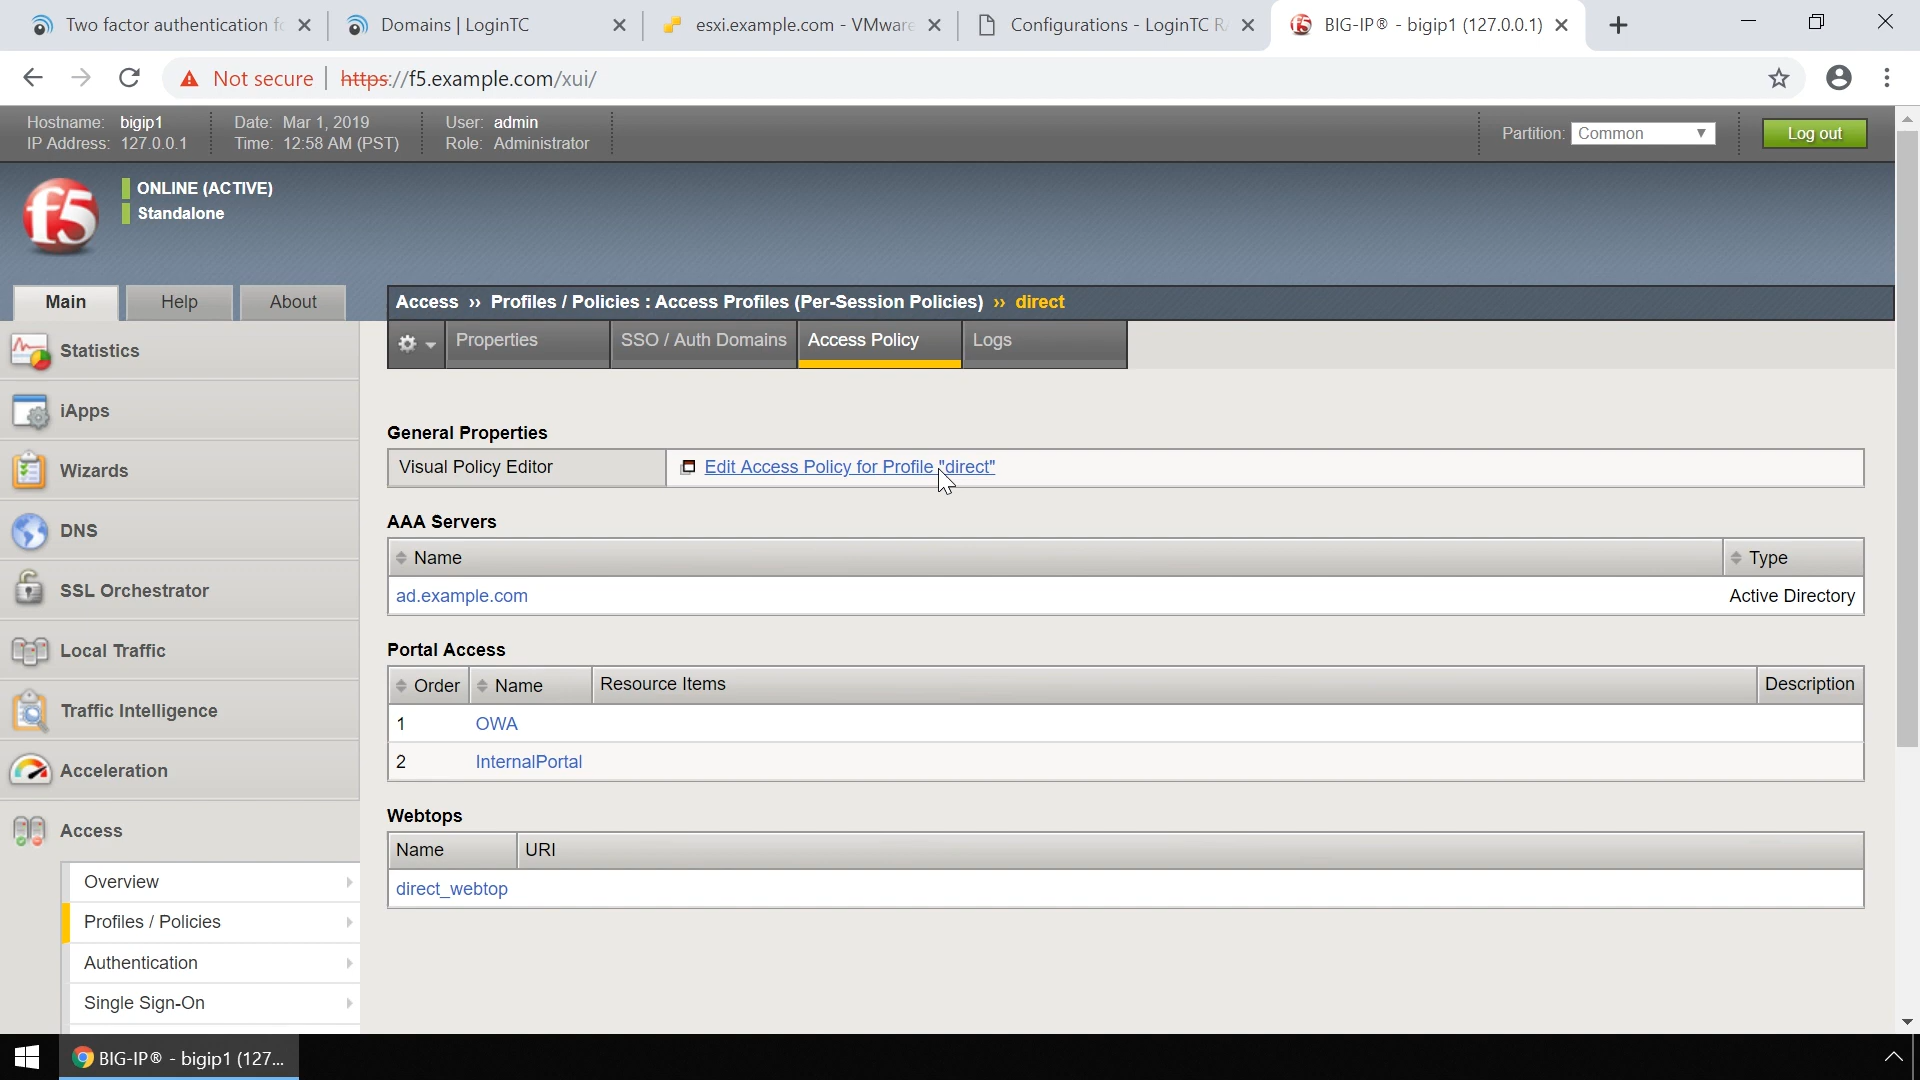 Two factor authentication f
Domains | LoginTC
esxi.example.com - VMware
Configurations - LoginTC R
BIG-IP® - bigip1 (127.0.0.1)
Not secure
https://f5.example.com/xui/
Hostname: bigip1
IP Address: 127.0.0.1
Date: Mar 1, 2019
Time: 12:58 AM (PST)
User: admin
Role: Administrator
Partition: Common
Log out
f5
ONLINE (ACTIVE)
Standalone
Main
Help
About
Access ›› Profiles / Policies : Access Profiles (Per-Session Policies) ›› direct
Properties
SSO / Auth Domains
Access Policy
Logs
Statistics
iApps
Wizards
DNS
SSL Orchestrator
Local Traffic
Traffic Intelligence
Acceleration
Access
Overview
Profiles / Policies
Authentication
Single Sign-On
General Properties
Visual Policy Editor
Edit Access Policy for Profile "direct"
AAA Servers
Name Type
ad.example.com Active Directory
Portal Access
Order Name Resource Items Description
1 OWA
2 InternalPortal
Webtops
Name URI
direct_webtop
BIG-IP® - bigip1 (127...